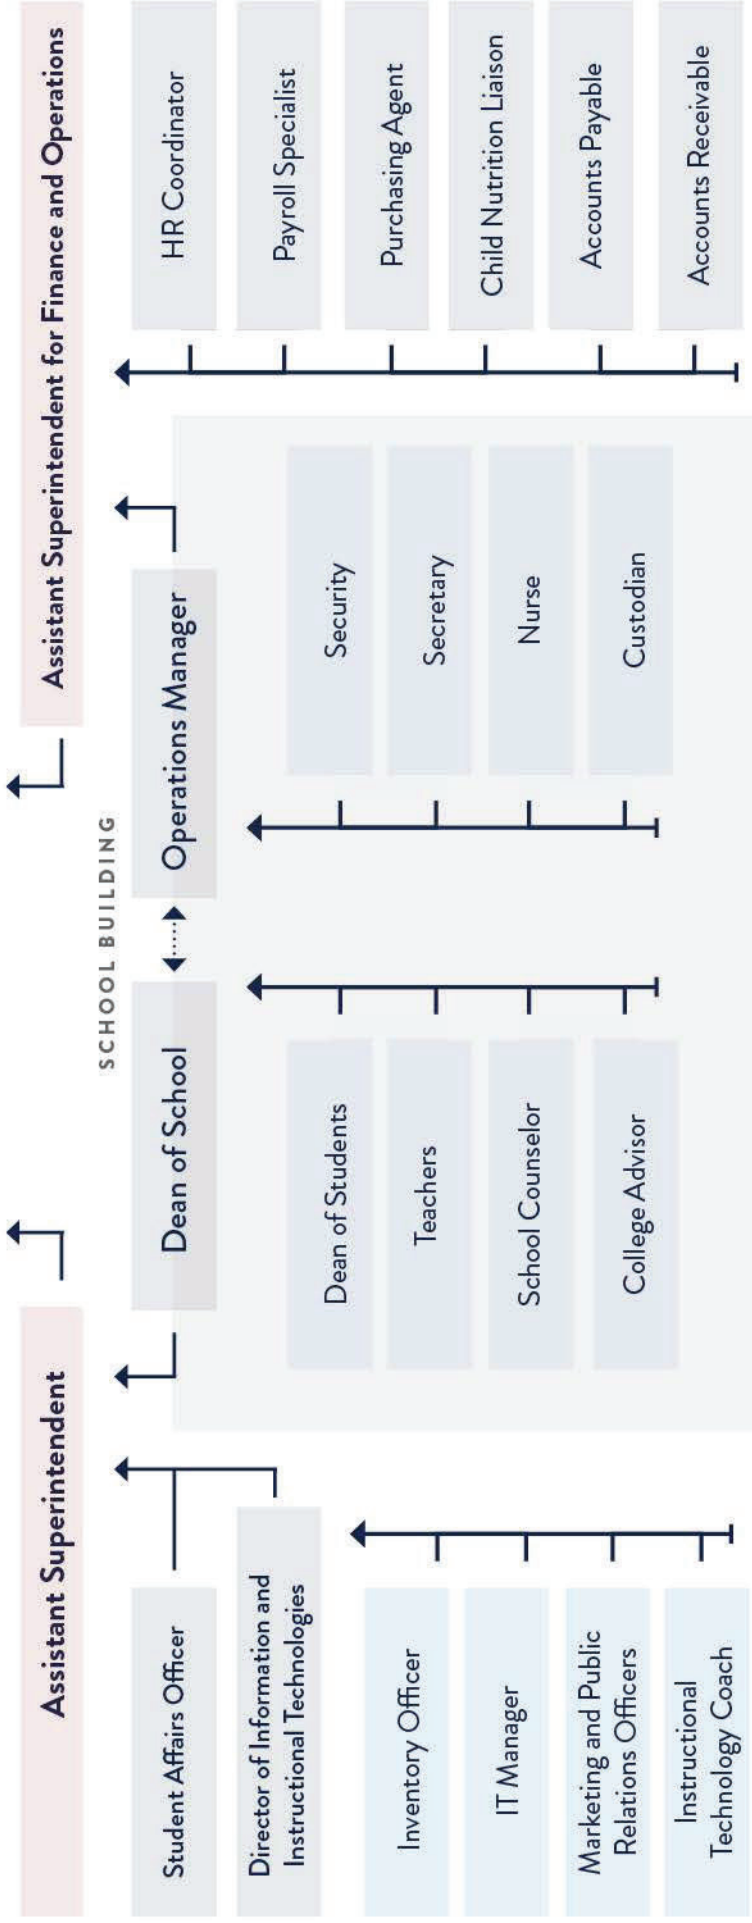 Assistant Superintendent
Assistant Superintendent for Finance and Operations
SCHOOL BUILDING
Student Affairs Officer
Director of Information and
Instructional Technologies
Inventory Officer
IT Manager
Marketing and Public
Relations Officers
Instructional
Technology Coach
Dean of School
Dean of Students
Teachers
School Counselor
College Advisor
Operations Manager
Security
Secretary
Nurse
Custodian
HR Coordinator
Payroll Specialist
Purchasing Agent
Child Nutrition Liaison
Accounts Payable
Accounts Receivable